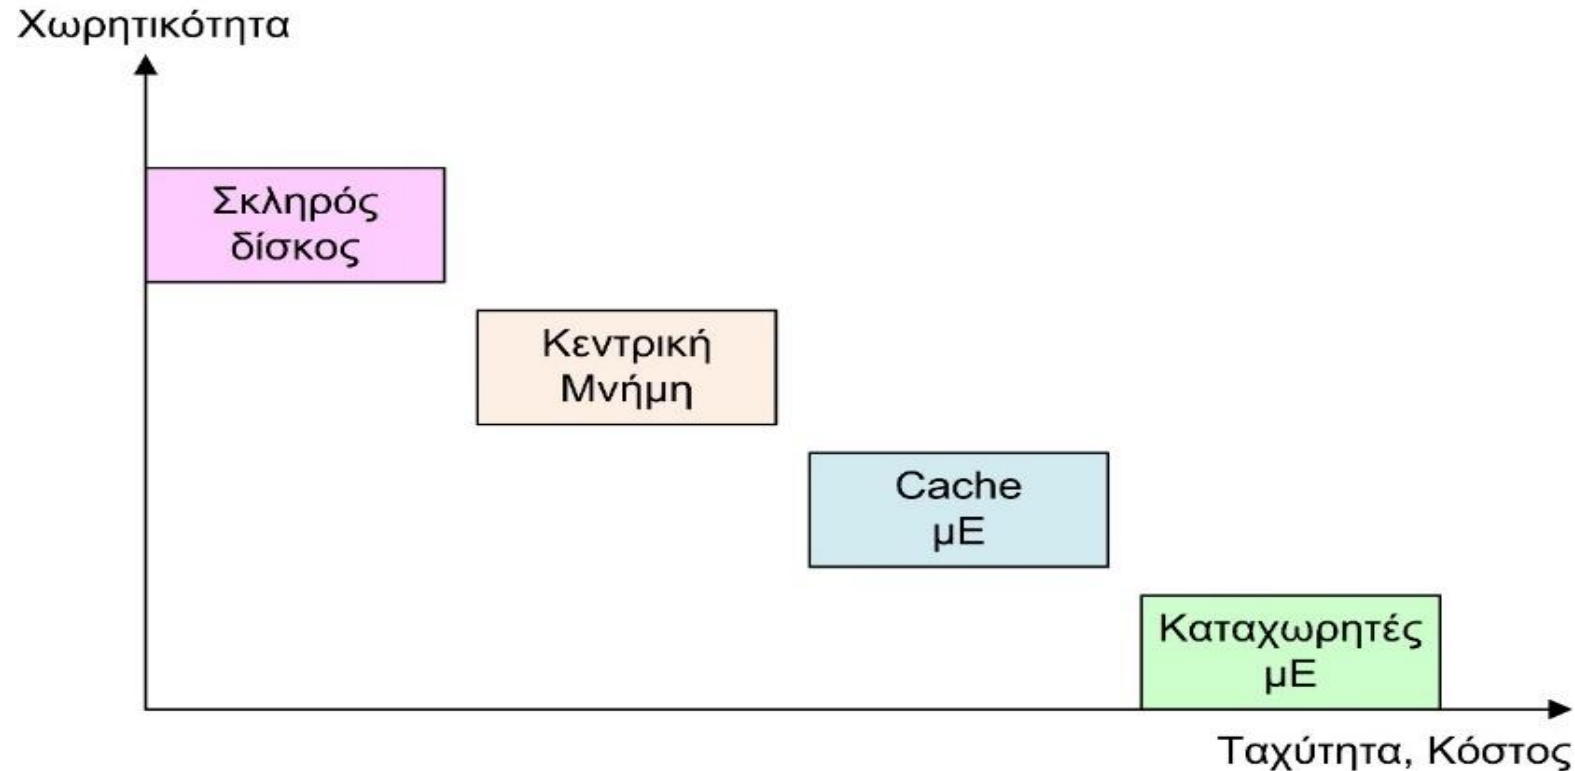 Χωρητικότητα
Σκληρός
δίσκος
Κεντρική
Μνήμη
Cache
μΕ
Καταχωρητές
μΕ
Ταχύτητα, Κόστος